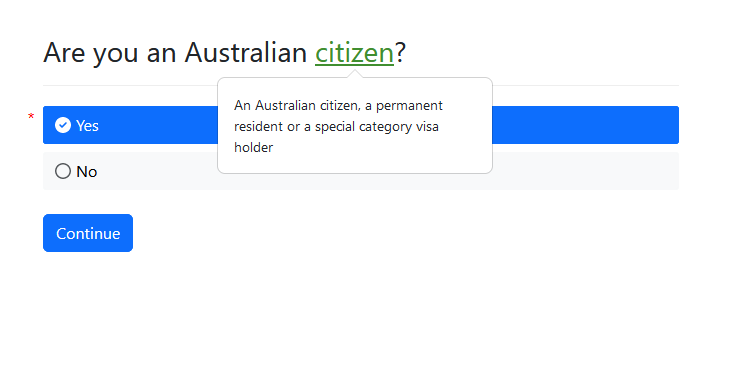 Are you an Australian citizen?
An Australian citizen, a permanent
resident or a special category visa
holder
* Yes
No
Continue